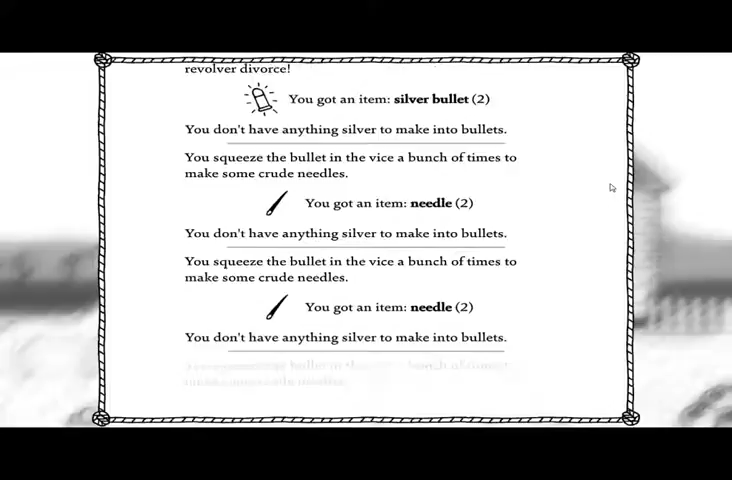 revolver divorce!
You got an item: silver bullet (2)
You don't have anything silver to make into bullets.
You squeeze the bullet in the vice a bunch of times to
make some crude needles.
You got an item: needle (2)
You don't have anything silver to make into bullets.
You squeeze the bullet in the vice a bunch of times to
make some crude needles.
You got an item: needle (2)
You don't have anything silver to make into bullets.